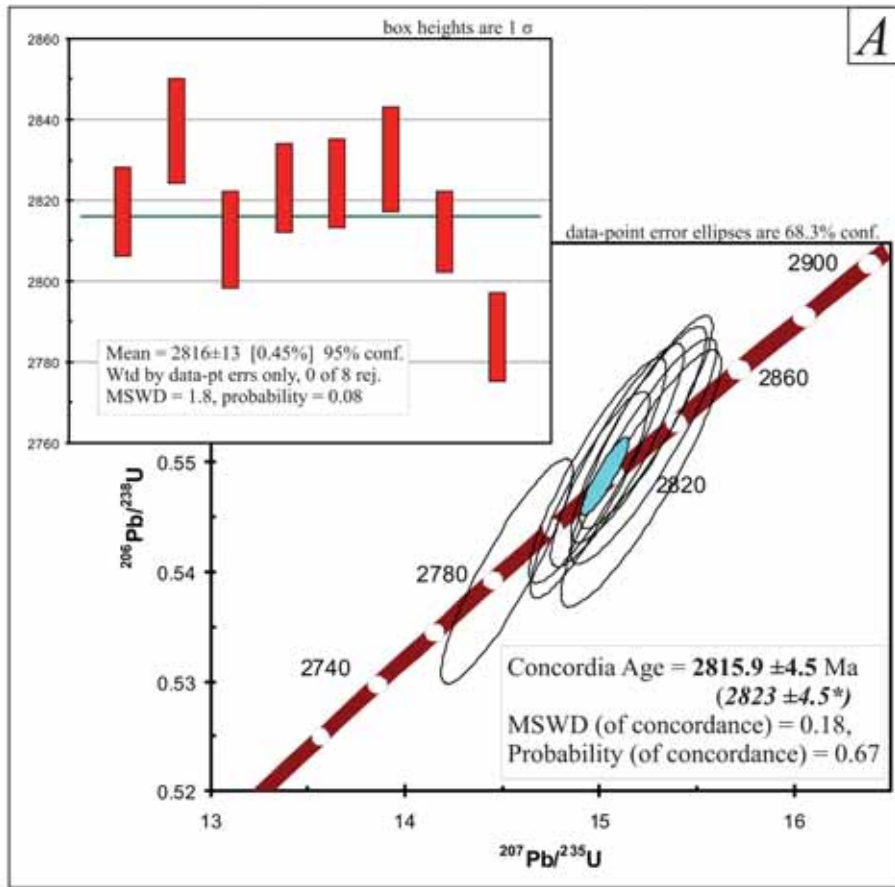 box heights are 1 σ
A
2860
2840
2820
2800
2780
2760
Mean = 2816±13 [0.45%] 95% conf.
Wtd by data-pt errs only, 0 of 8 rej.
MSWD = 1.8, probability = 0.08
data-point error ellipses are 68.3% conf.
2900
2860
2820
2780
2740
0.55
0.54
0.53
0.52
²⁰⁶Pb/²³⁸U
Concordia Age = 2815.9 ±4.5 Ma
(2823 ±4.5*)
MSWD (of concordance) = 0.18,
Probability (of concordance) = 0.67
13
14
15
16
²⁰⁷Pb/²³⁵U